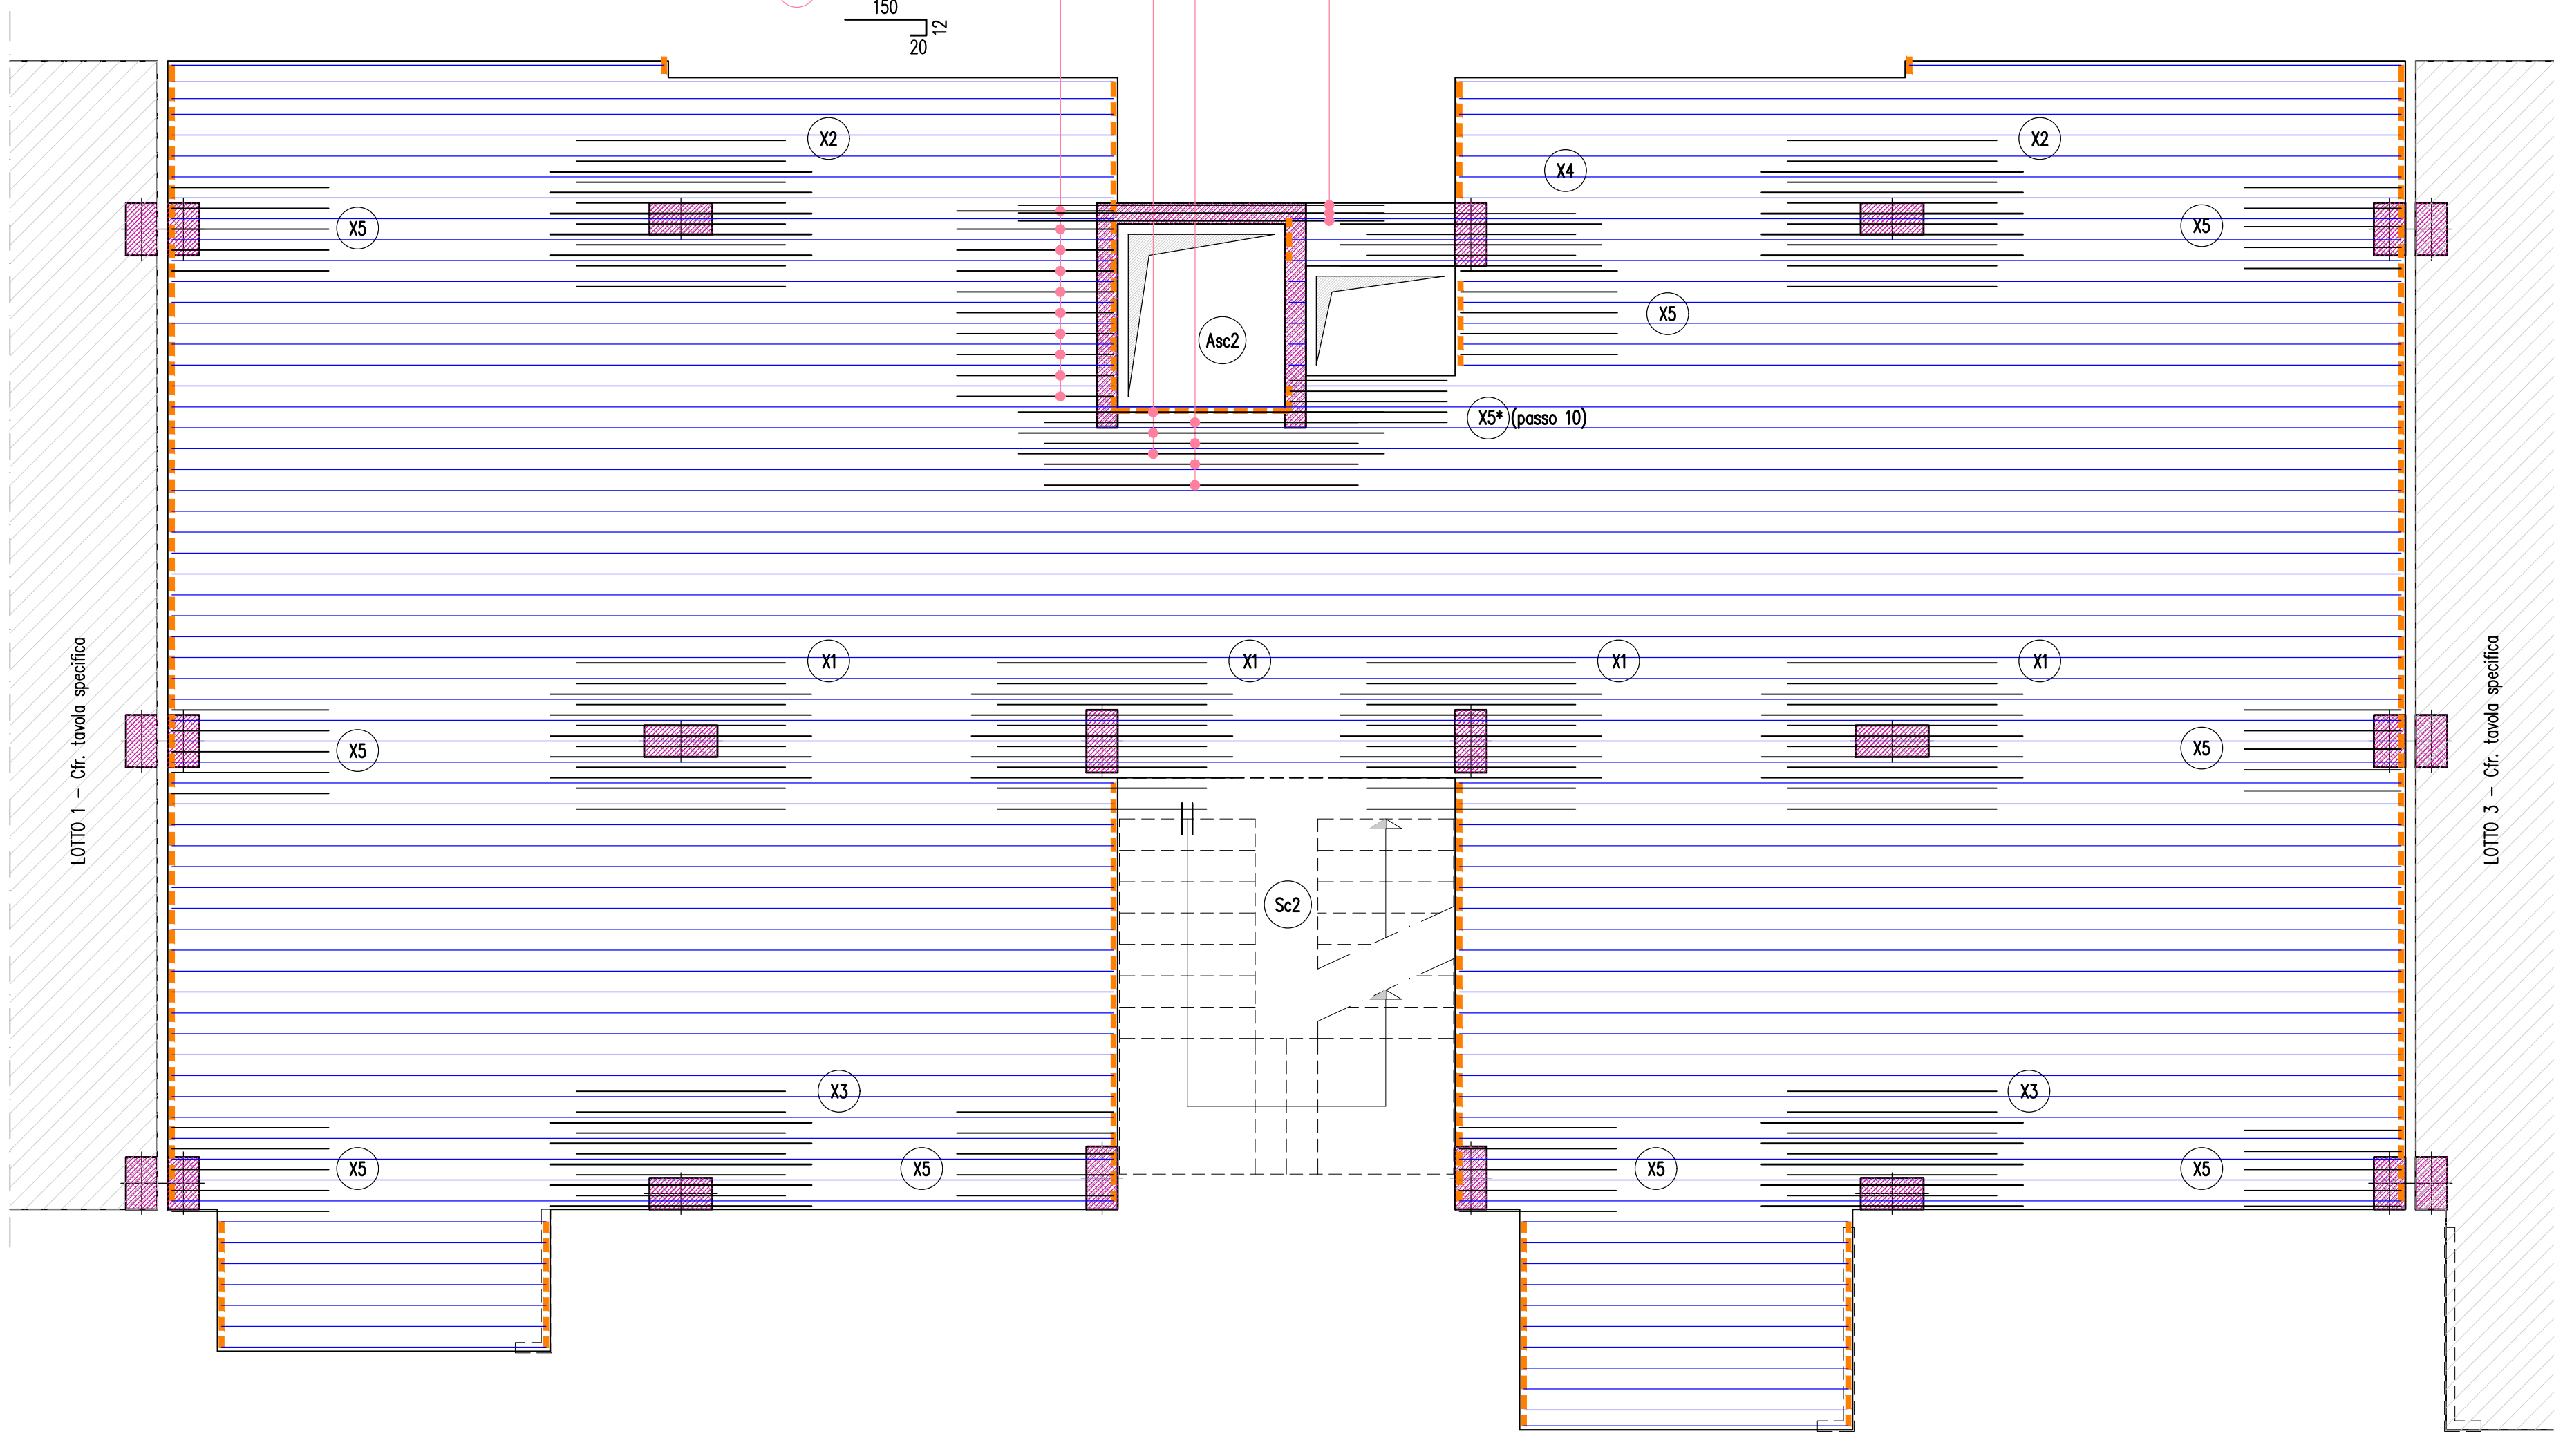 150
12
20
X2
X2
X4
X5
X5
X5
Asc2
X5* (passo 10)
X1
X1
X1
X1
LOTTO 1 - Cfr. tavola specifica
LOTTO 3 - Cfr. tavola specifica
X5
X5
Sc2
X3
X3
X5
X5
X5
X5